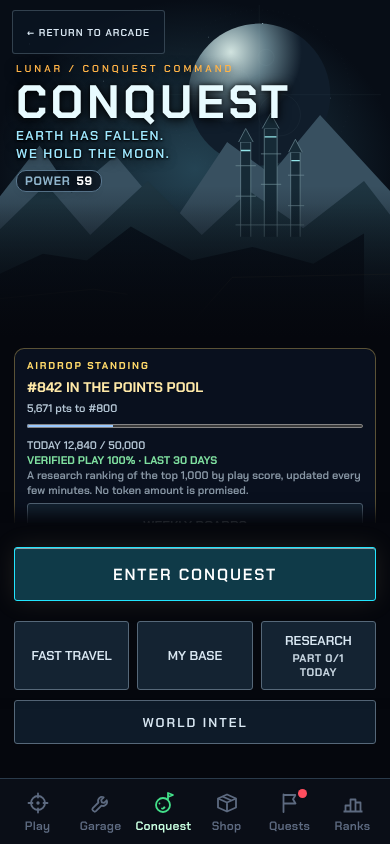 ← RETURN TO ARCADE
LUNAR / CONQUEST COMMAND
CONQUEST
EARTH HAS FALLEN.
WE HOLD THE MOON.
POWER 59
AIRDROP STANDING
#842 IN THE POINTS POOL
5,671 pts to #800
TODAY 12,840 / 50,000
VERIFIED PLAY 100% · LAST 30 DAYS
A research ranking of the top 1,000 by play score, updated every
few minutes. No token amount is promised.
ENTER CONQUEST
FAST TRAVEL
MY BASE
RESEARCH
PART 0/1
TODAY
WORLD INTEL
Play
Garage
Conquest
Shop
Quests
Ranks